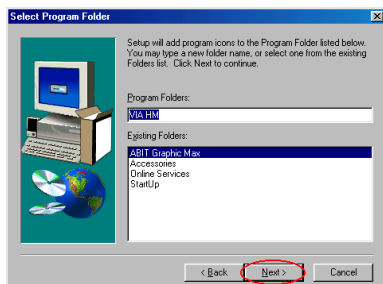 Select Program Folder
Setup will add program icons to the Program Folder listed below.
You may type a new folder name, or select one from the existing
Folders list. Click Next to continue.
Program Folders:
VIA HM
Existing Folders:
ABIT Graphic Max
Accessories
Online Services
StartUp
< Back
Next >
Cancel